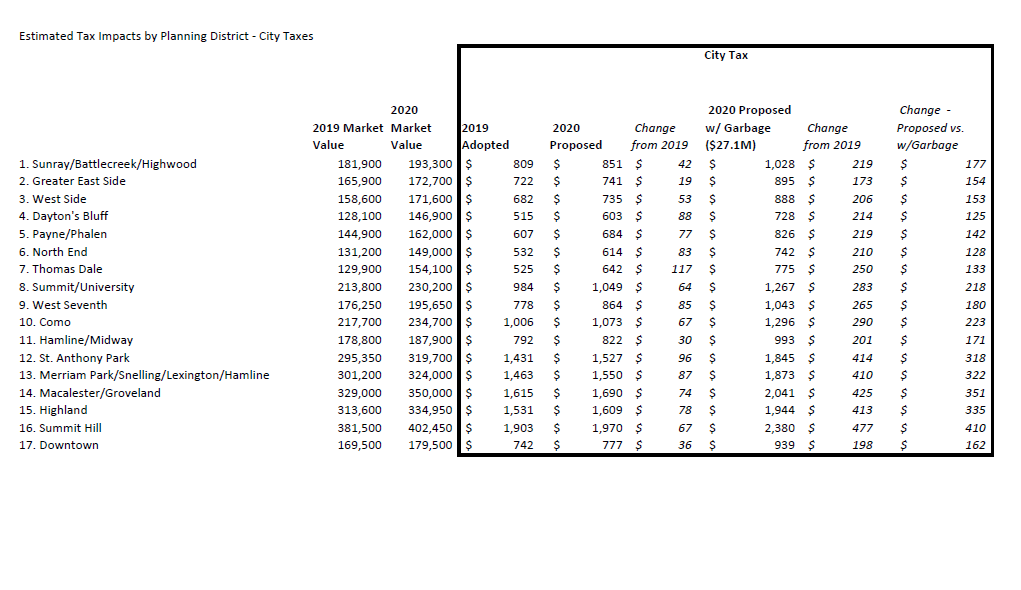 Estimated Tax Impacts by Planning District - City Taxes
City Tax
2020 2020 Proposed Change -
2019 Market Market 2019 2020 Change w/ Garbage Change Proposed vs.
Value Value Adopted Proposed from 2019 ($27.1M) from 2019 w/Garbage
1. Sunray/Battlecreek/Highwood 181,900 193,300 $ 809 $ 851 $ 42 $ 1,028 $ 219 $ 177
2. Greater East Side 165,900 172,700 $ 722 $ 741 $ 19 $ 895 $ 173 $ 154
3. West Side 158,600 171,600 $ 682 $ 735 $ 53 $ 888 $ 206 $ 153
4. Dayton's Bluff 128,100 146,900 $ 515 $ 603 $ 88 $ 728 $ 214 $ 125
5. Payne/Phalen 144,900 162,000 $ 607 $ 684 $ 77 $ 826 $ 219 $ 142
6. North End 131,200 149,000 $ 532 $ 614 $ 83 $ 742 $ 210 $ 128
7. Thomas Dale 129,900 154,100 $ 525 $ 642 $ 117 $ 775 $ 250 $ 133
8. Summit/University 213,800 230,200 $ 984 $ 1,049 $ 64 $ 1,267 $ 283 $ 218
9. West Seventh 176,250 195,650 $ 778 $ 864 $ 85 $ 1,043 $ 265 $ 180
10. Como 217,700 234,700 $ 1,006 $ 1,073 $ 67 $ 1,296 $ 290 $ 223
11. Hamline/Midway 178,800 187,900 $ 792 $ 822 $ 30 $ 993 $ 201 $ 171
12. St. Anthony Park 295,350 319,700 $ 1,431 $ 1,527 $ 96 $ 1,845 $ 414 $ 318
13. Merriam Park/Snelling/Lexington/Hamline 301,200 324,000 $ 1,463 $ 1,550 $ 87 $ 1,873 $ 410 $ 322
14. Macalester/Groveland 329,000 350,000 $ 1,615 $ 1,690 $ 74 $ 2,041 $ 425 $ 351
15. Highland 313,600 334,950 $ 1,531 $ 1,609 $ 78 $ 1,944 $ 413 $ 335
16. Summit Hill 381,500 402,450 $ 1,903 $ 1,970 $ 67 $ 2,380 $ 477 $ 410
17. Downtown 169,500 179,500 $ 742 $ 777 $ 36 $ 939 $ 198 $ 162